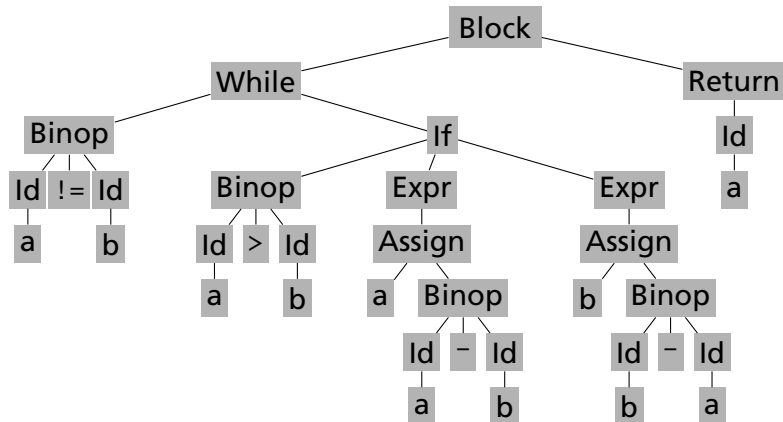 Block
While Return
Binop If Id
Id != Id Binop Expr Expr a
a b Id > Id Assign Assign
a b a Binop b Binop
Id - Id Id - Id
a b b a